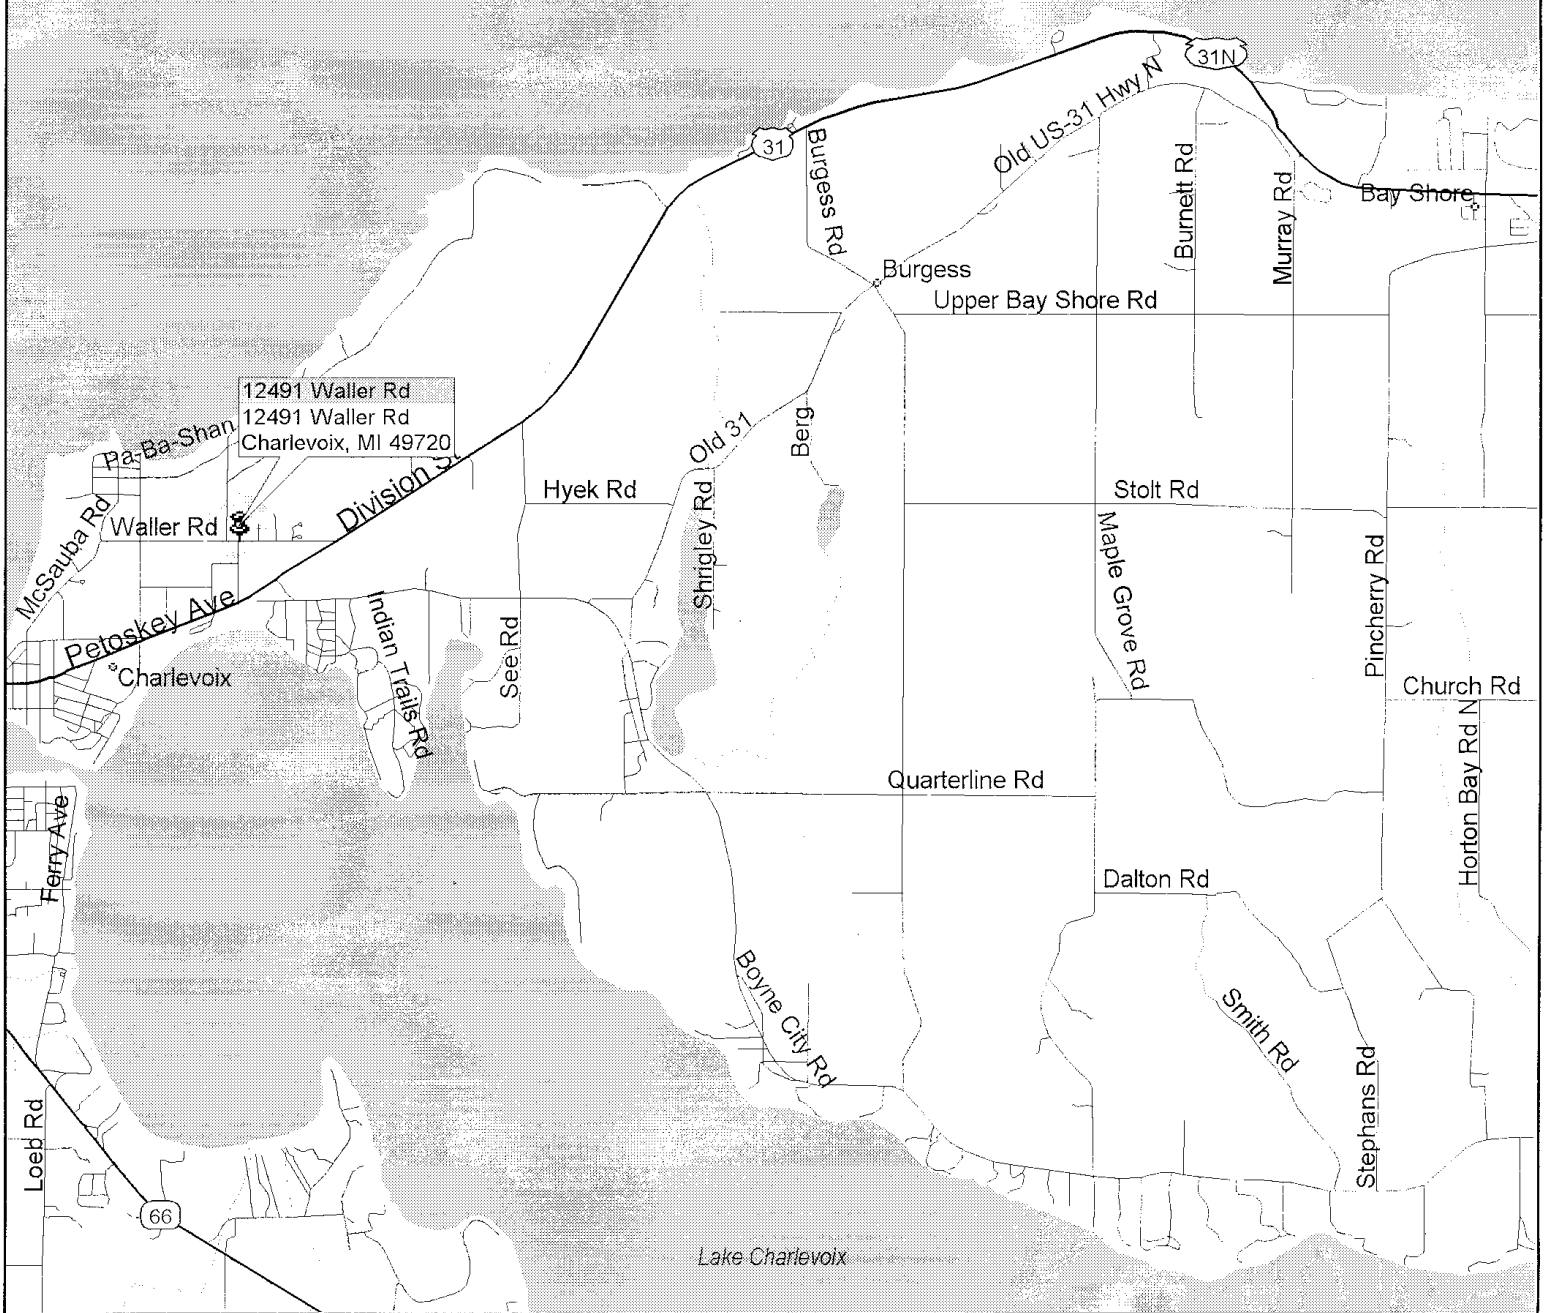 31N
Old US-31 Hwy N
31
Burgess Rd
Burnett Rd
Murray Rd
Bay Shore
Burgess
Upper Bay Shore Rd
12491 Waller Rd
12491 Waller Rd
Charlevoix, MI 49720
Pa-Ba-Shan
Old 31
Berg
Division St
Hyek Rd
Stolt Rd
McSauba Rd
Waller Rd
Shrigley Rd
Maple Grove Rd
Pincherry Rd
Petoskey Ave
Indian Trails Rd
See Rd
Charlevoix
Church Rd
Quarterline Rd
Horton Bay Rd N
Ferry Ave
Dalton Rd
Boyne City Rd
Smith Rd
Stephans Rd
Loeb Rd
66
Lake Charlevoix